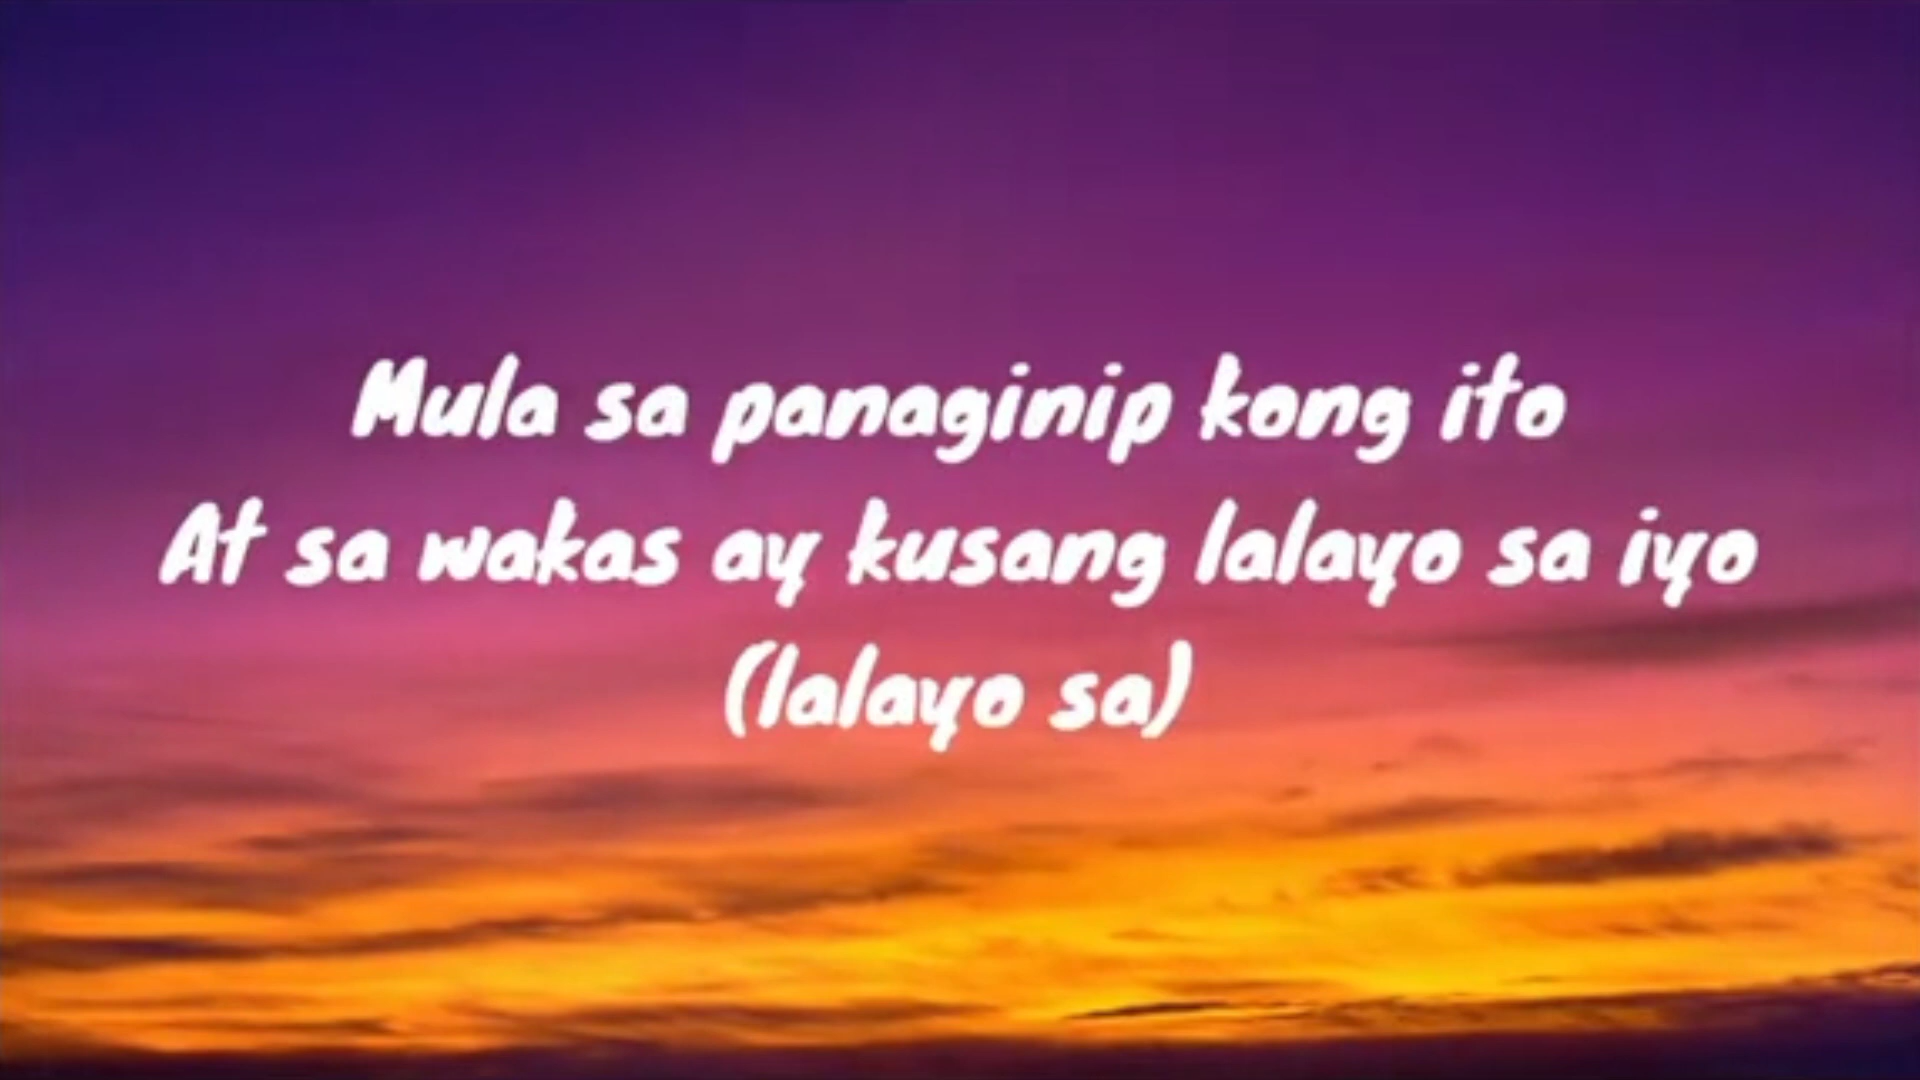 Mula sa panaginip kong ito
At sa wakas ay kusang lalayo sa iyo
(lalayo sa)